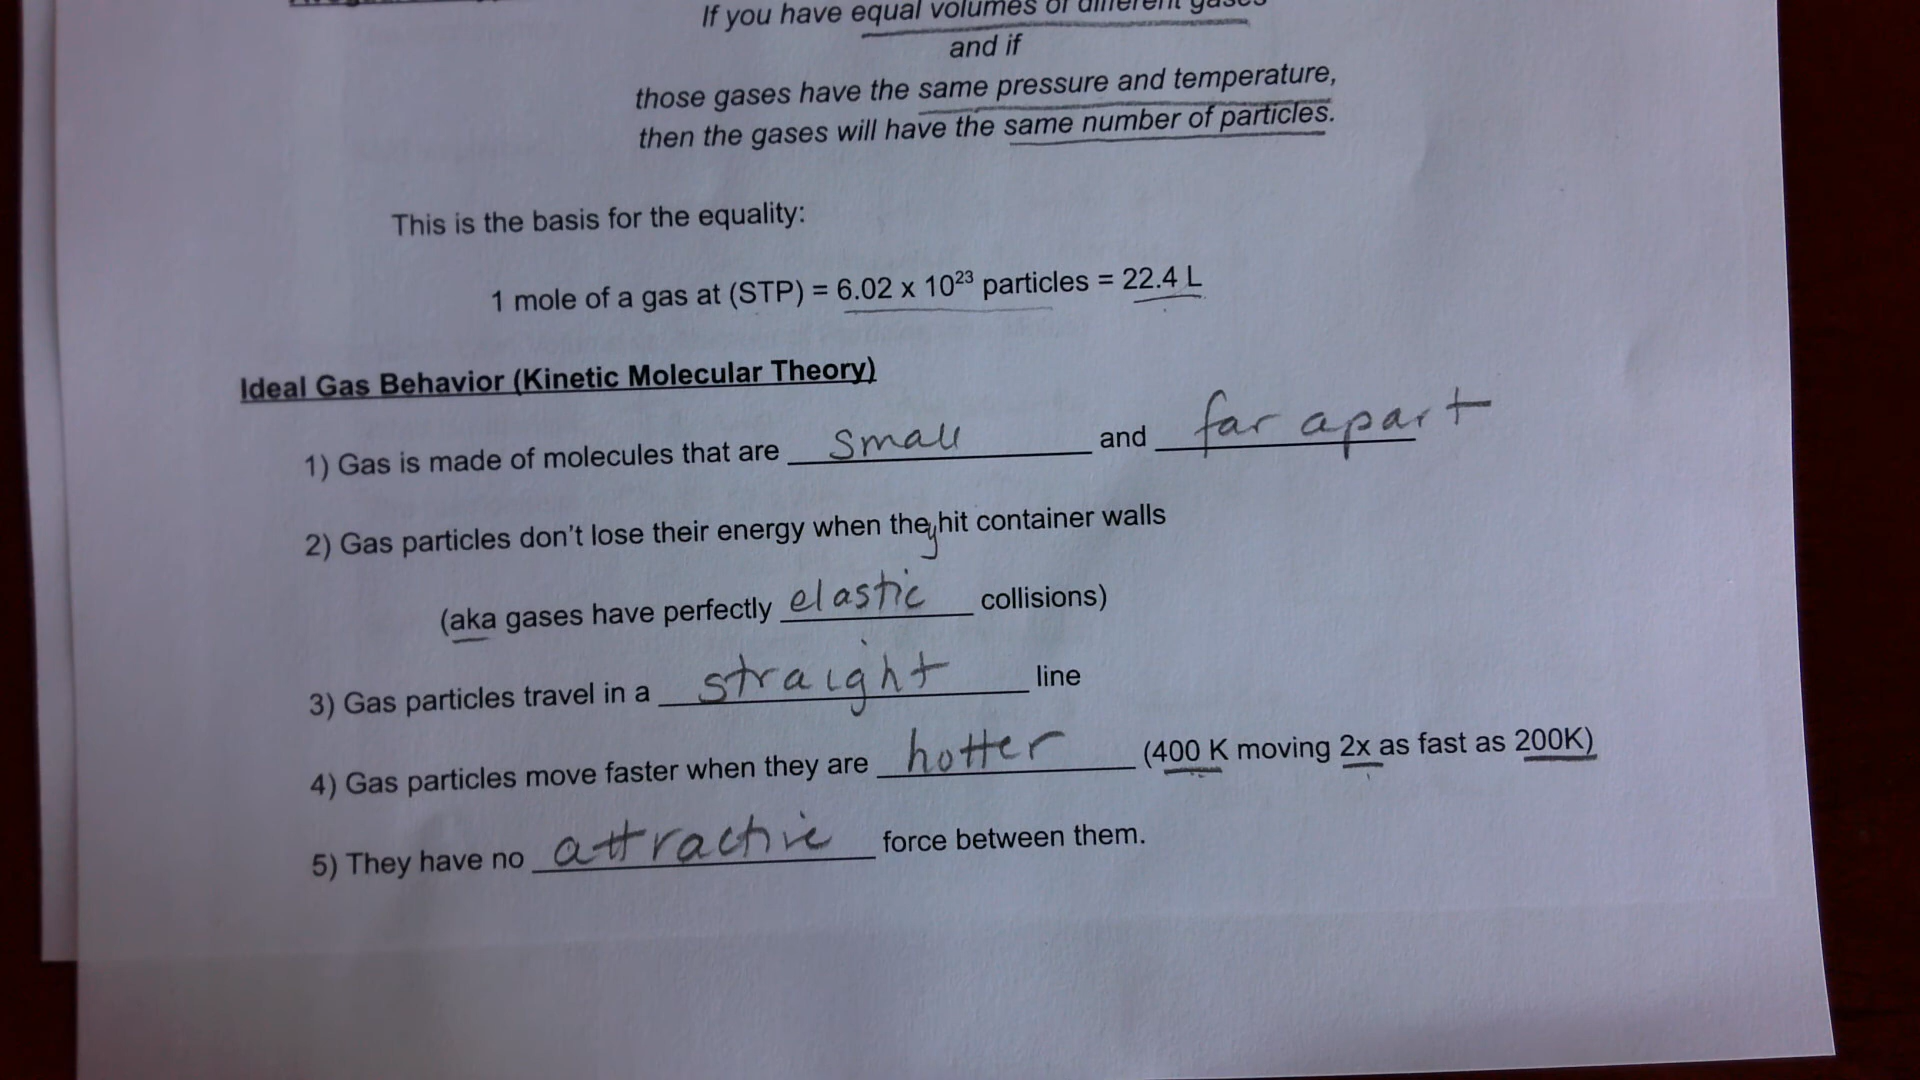 If you have equal volumes of different gases
and if
those gases have the same pressure and temperature,
then the gases will have the same number of particles.
This is the basis for the equality:
1 mole of a gas at (STP) = 6.02 x 10²³ particles = 22.4 L
Ideal Gas Behavior (Kinetic Molecular Theory)
1) Gas is made of molecules that are small and far apart
2) Gas particles don't lose their energy when they hit container walls
(aka gases have perfectly elastic collisions)
3) Gas particles travel in a straight line
4) Gas particles move faster when they are hotter (400 K moving 2x as fast as 200K)
5) They have no attractive force between them.